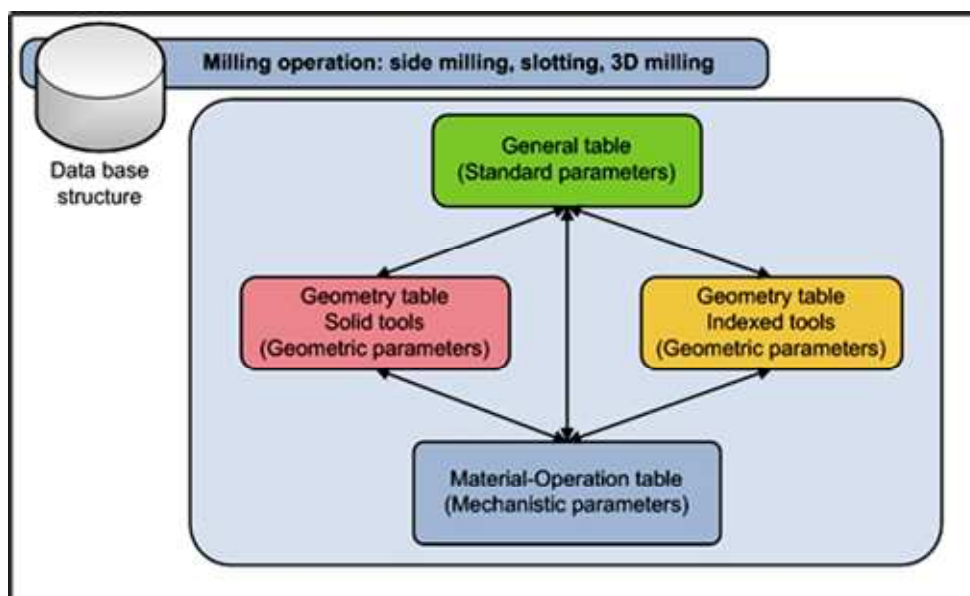 Milling operation: side milling, slotting, 3D milling
Data base
structure
General table
(Standard parameters)
Geometry table
Solid tools
(Geometric parameters)
Geometry table
Indexed tools
(Geometric parameters)
Material-Operation table
(Mechanistic parameters)